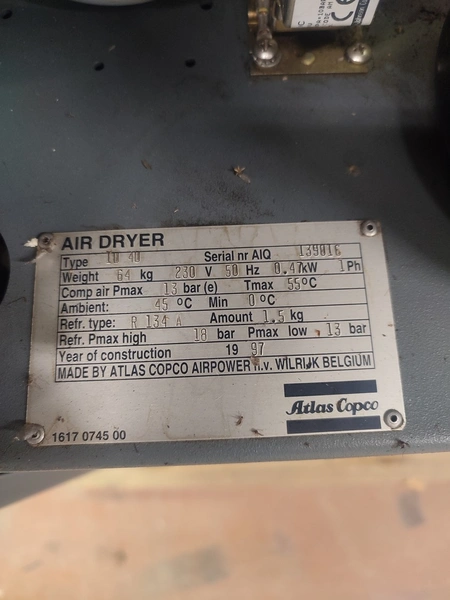 AIR DRYER
Type Serial nr AIQ 139016
Weight 64 kg 230 V 50 Hz 0.47kW 1Ph
Comp air Pmax 13 bar (e) Tmax 55°C
Ambient: 45 °C Min 0°C
Refr. type: R 134 A Amount 1.5 kg
Refr. Pmax high 18 bar Pmax low 13 bar
Year of construction 19 97
MADE BY ATLAS COPCO AIRPOWER n.v. WILRIJK BELGIUM
Atlas Copco
1617 0745 00